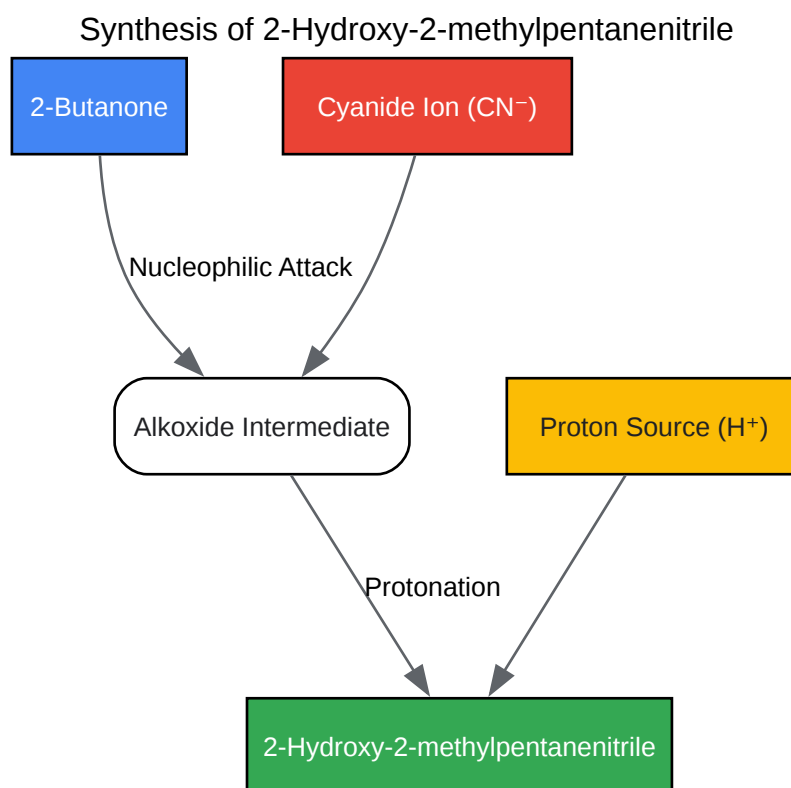 Synthesis of 2-Hydroxy-2-methylpentanenitrile
2-Butanone
Cyanide Ion (CN⁻)
Nucleophilic Attack
Alkoxide Intermediate
Proton Source (H⁺)
Protonation
2-Hydroxy-2-methylpentanenitrile